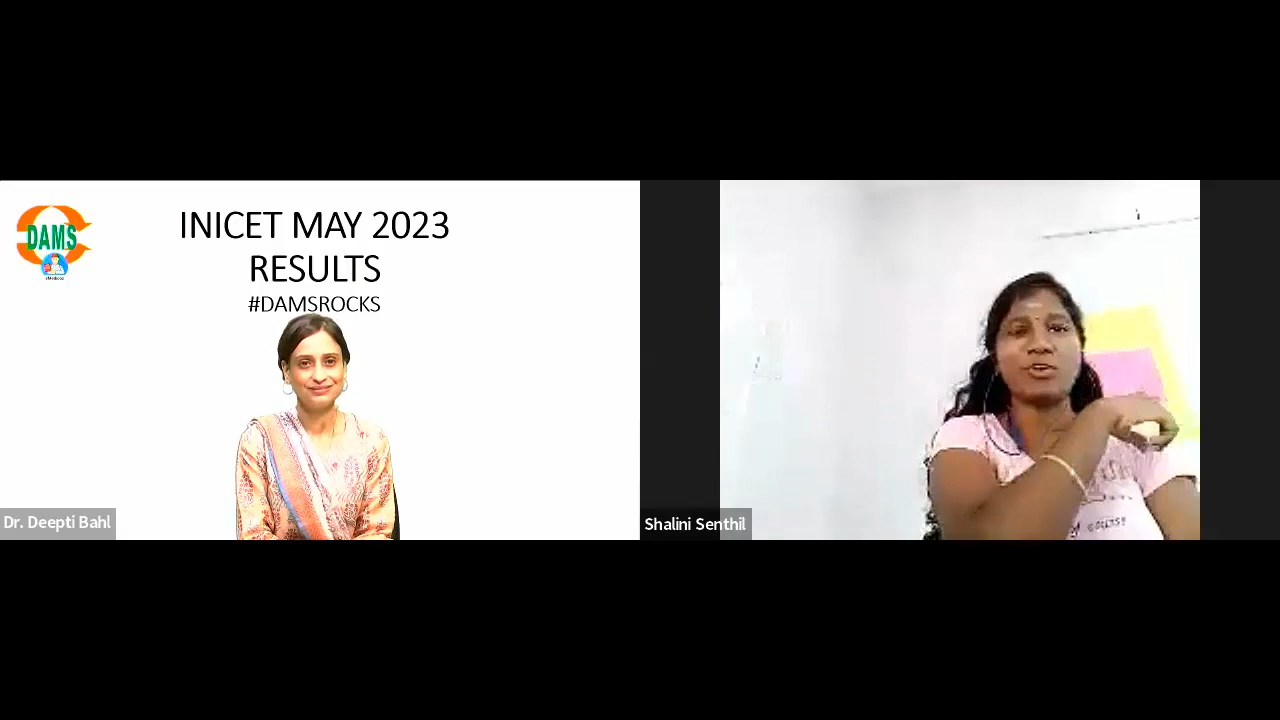 DAMS
INICET MAY 2023
RESULTS
#DAMSROCKS
Dr. Deepti Bahl
Shalini Senthil